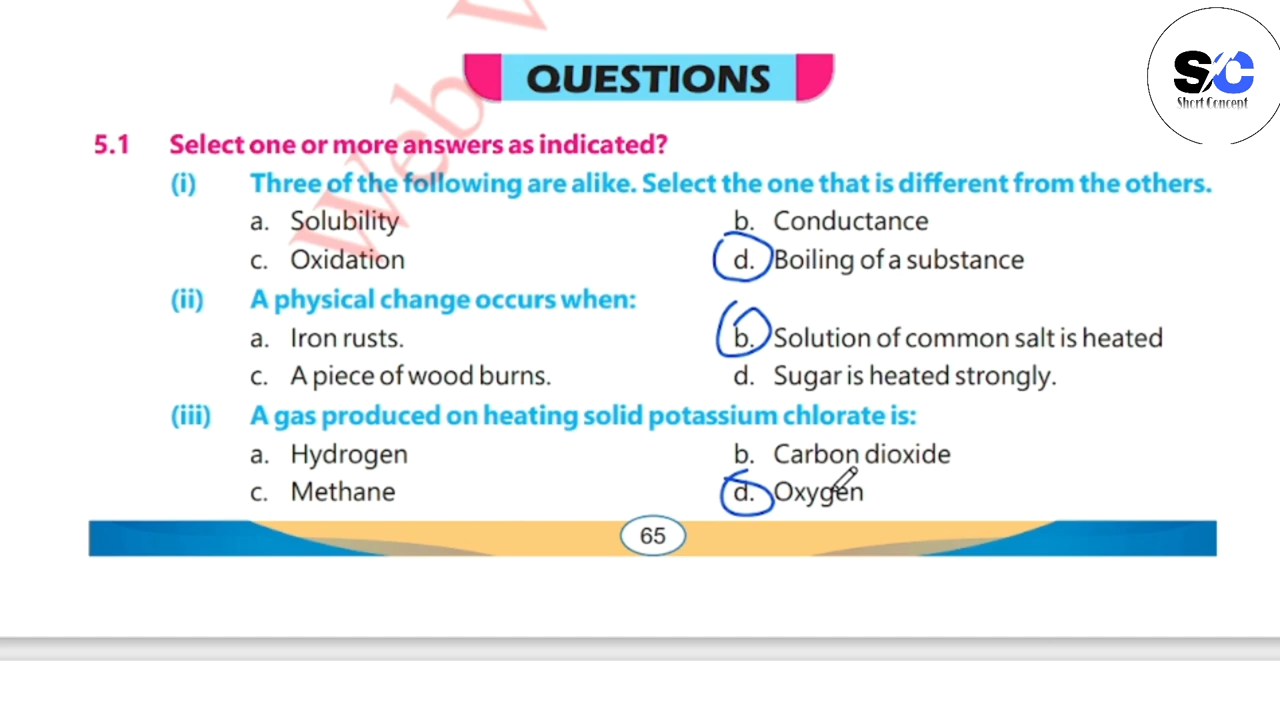 Web V
SC
Short Concept
QUESTIONS
5.1 Select one or more answers as indicated?
(i) Three of the following are alike. Select the one that is different from the others.
a. Solubility b. Conductance
c. Oxidation d. Boiling of a substance
(ii) A physical change occurs when:
a. Iron rusts. b. Solution of common salt is heated
c. A piece of wood burns. d. Sugar is heated strongly.
(iii) A gas produced on heating solid potassium chlorate is:
a. Hydrogen b. Carbon dioxide
c. Methane d. Oxygen
65